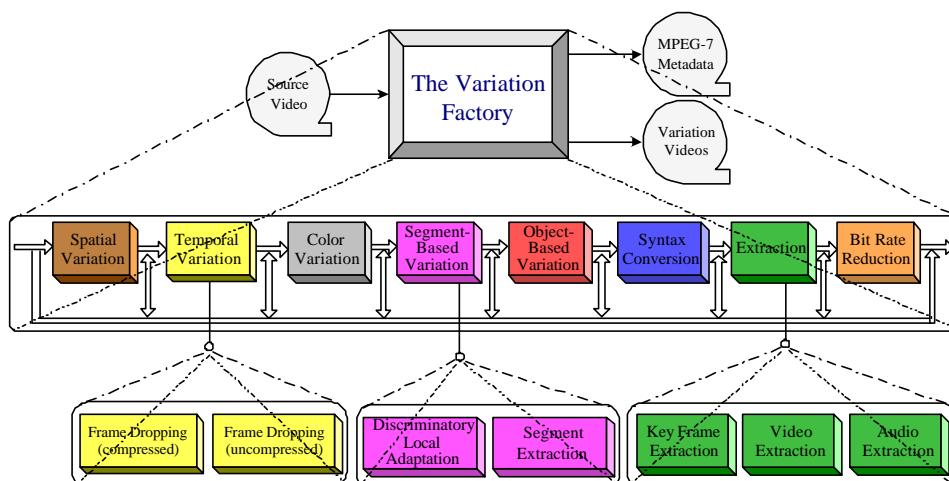 Source
Video
The Variation
Factory
MPEG-7
Metadata
Variation
Videos
Spatial
Variation
Temporal
Variation
Color
Variation
Segment-
Based
Variation
Object-
Based
Variation
Syntax
Conversion
Extraction
Bit Rate
Reduction
Frame Dropping
(compressed)
Frame Dropping
(uncompressed)
Discriminatory
Local
Adaptation
Segment
Extraction
Key Frame
Extraction
Video
Extraction
Audio
Extraction